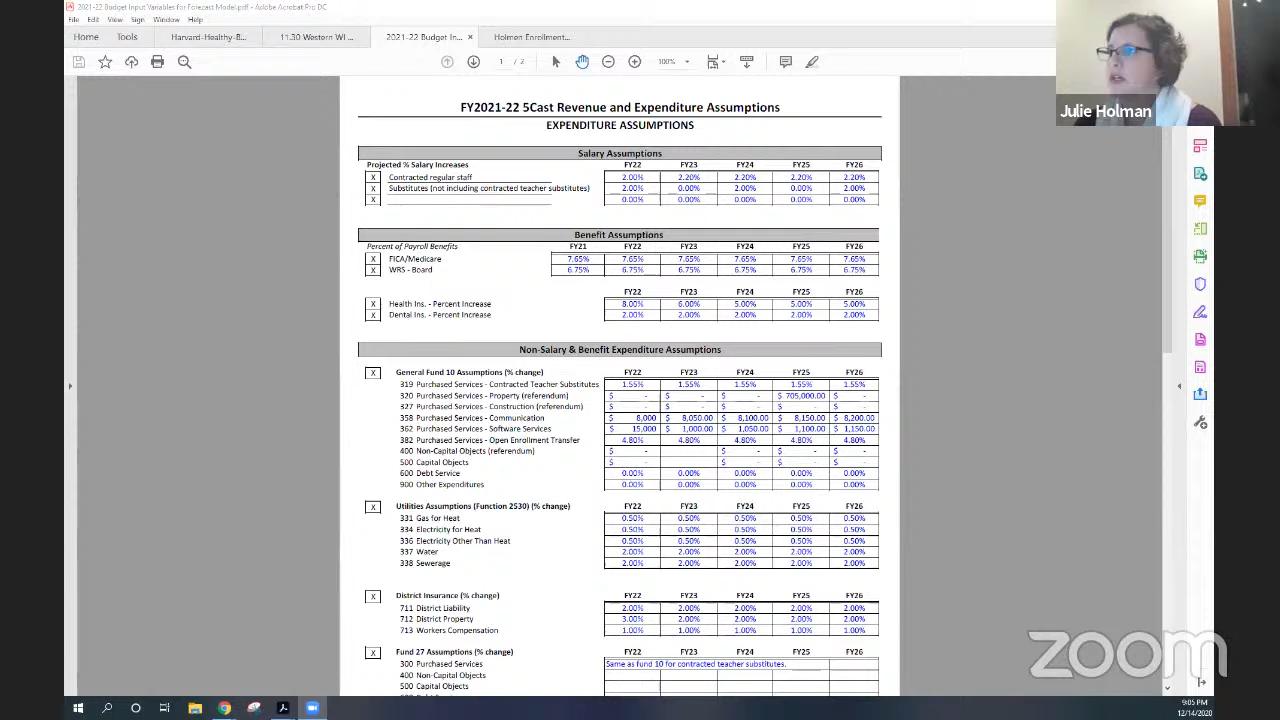 2021-22 Budget Input Variables for Forecast Model.pdf - Adobe Acrobat Pro DC
File Edit View Sign Window Help
Home Tools Harvard-Healthy-B... 11.30 Western WI ... 2021-22 Budget In... × Holmen Enrollment...
1 / 2 100%
Julie Holman
FY2021-22 5Cast Revenue and Expenditure Assumptions
EXPENDITURE ASSUMPTIONS
Salary Assumptions
Projected % Salary Increases FY22 FY23 FY24 FY25 FY26
X Contracted regular staff 2.00% 2.20% 2.20% 2.20% 2.20%
X Substitutes (not including contracted teacher substitutes) 2.00% 0.00% 2.00% 0.00% 2.00%
X 0.00% 0.00% 0.00% 0.00% 0.00%
Benefit Assumptions
Percent of Payroll Benefits FY21 FY22 FY23 FY24 FY25 FY26
X FICA/Medicare 7.65% 7.65% 7.65% 7.65% 7.65% 7.65%
X WRS - Board 6.75% 6.75% 6.75% 6.75% 6.75% 6.75%
FY22 FY23 FY24 FY25 FY26
X Health Ins. - Percent Increase 8.00% 6.00% 5.00% 5.00% 5.00%
X Dental Ins. - Percent Increase 2.00% 2.00% 2.00% 2.00% 2.00%
Non-Salary & Benefit Expenditure Assumptions
X General Fund 10 Assumptions (% change) FY22 FY23 FY24 FY25 FY26
319 Purchased Services - Contracted Teacher Substitutes 1.55% 1.55% 1.55% 1.55% 1.55%
320 Purchased Services - Property (referendum) $ - $ - $ - $ 705,000.00 $ -
327 Purchased Services - Construction (referendum) $ - $ - $ - $ - $ -
358 Purchased Services - Communication $ 8,000 $ 8,050.00 $ 8,100.00 $ 8,150.00 $ 8,200.00
362 Purchased Services - Software Services $ 15,000 $ 1,000.00 $ 1,050.00 $ 1,100.00 $ 1,150.00
382 Purchased Services - Open Enrollment Transfer 4.80% 4.80% 4.80% 4.80% 4.80%
400 Non-Capital Objects (referendum) $ - $ - $ - $ -
500 Capital Objects $ - $ - $ - $ -
600 Debt Service 0.00% 0.00% 0.00% 0.00% 0.00%
900 Other Expenditures 0.00% 0.00% 0.00% 0.00% 0.00%
X Utilities Assumptions (Function 2530) (% change) FY22 FY23 FY24 FY25 FY26
331 Gas for Heat 0.50% 0.50% 0.50% 0.50% 0.50%
334 Electricity for Heat 0.50% 0.50% 0.50% 0.50% 0.50%
336 Electricity Other Than Heat 0.50% 0.50% 0.50% 0.50% 0.50%
337 Water 2.00% 2.00% 2.00% 2.00% 2.00%
338 Sewerage 2.00% 2.00% 2.00% 2.00% 2.00%
X District Insurance (% change) FY22 FY23 FY24 FY25 FY26
711 District Liability 2.00% 2.00% 2.00% 2.00% 2.00%
712 District Property 3.00% 2.00% 2.00% 2.00% 2.00%
713 Workers Compensation 1.00% 1.00% 1.00% 1.00% 1.00%
X Fund 27 Assumptions (% change) FY22 FY23 FY24 FY25 FY26
300 Purchased Services Same as fund 10 for contracted teacher substitutes.
400 Non-Capital Objects
500 Capital Objects
zoom
9:05 PM
12/14/2020